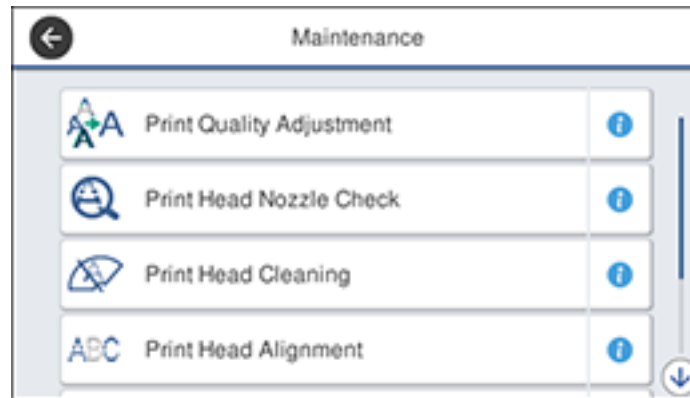 Maintenance
Print Quality Adjustment
Print Head Nozzle Check
Print Head Cleaning
ABC Print Head Alignment